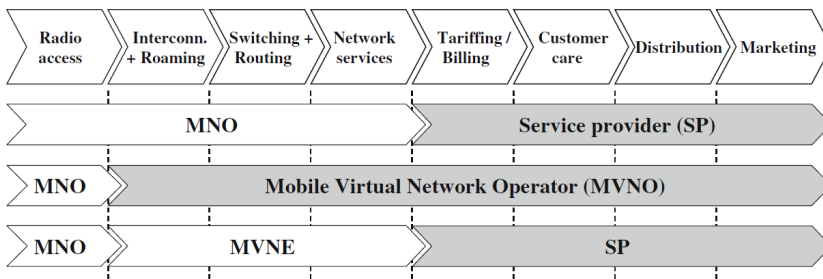 Radio
access
Interconn.
+ Roaming
Switching +
Routing
Network
services
Tariffing /
Billing
Customer
care
Distribution
Marketing
MNO
Service provider (SP)
MNO
Mobile Virtual Network Operator (MVNO)
MNO
MVNE
SP